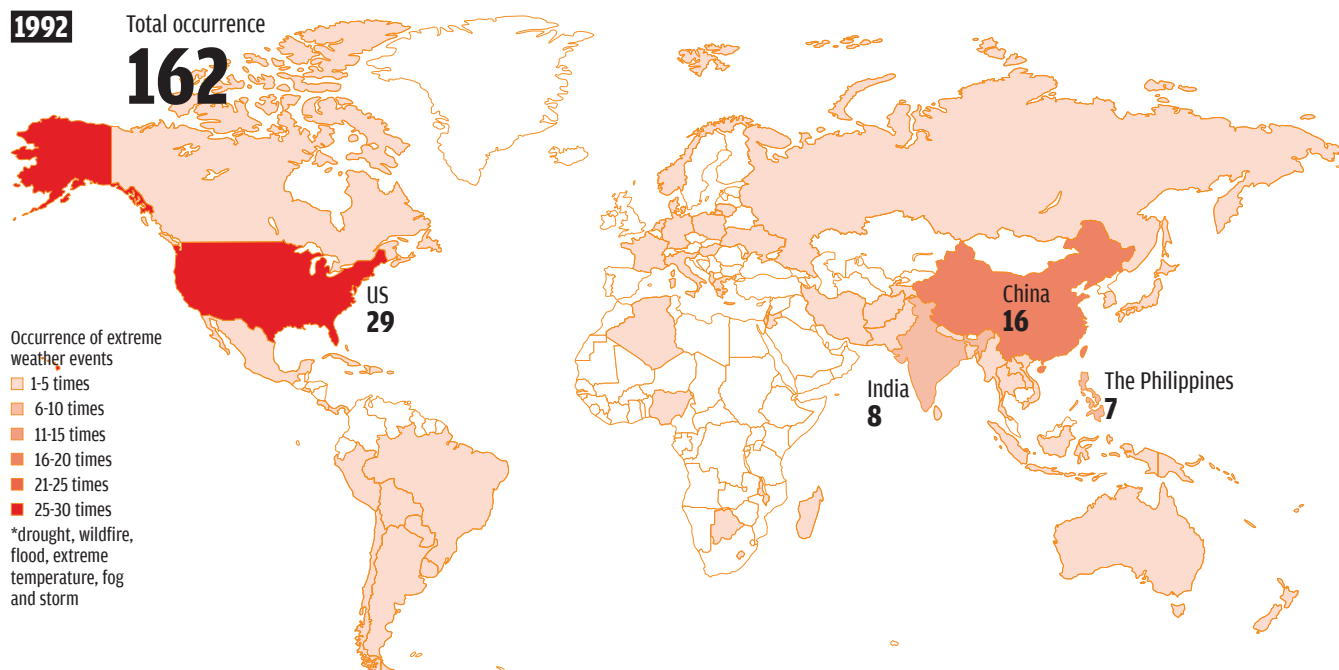 1992
Total occurrence
162
US
29
China
16
India
8
The Philippines
7
Occurrence of extreme
weather events
1-5 times
6-10 times
11-15 times
16-20 times
21-25 times
25-30 times
*drought, wildfire,
flood, extreme
temperature, fog
and storm